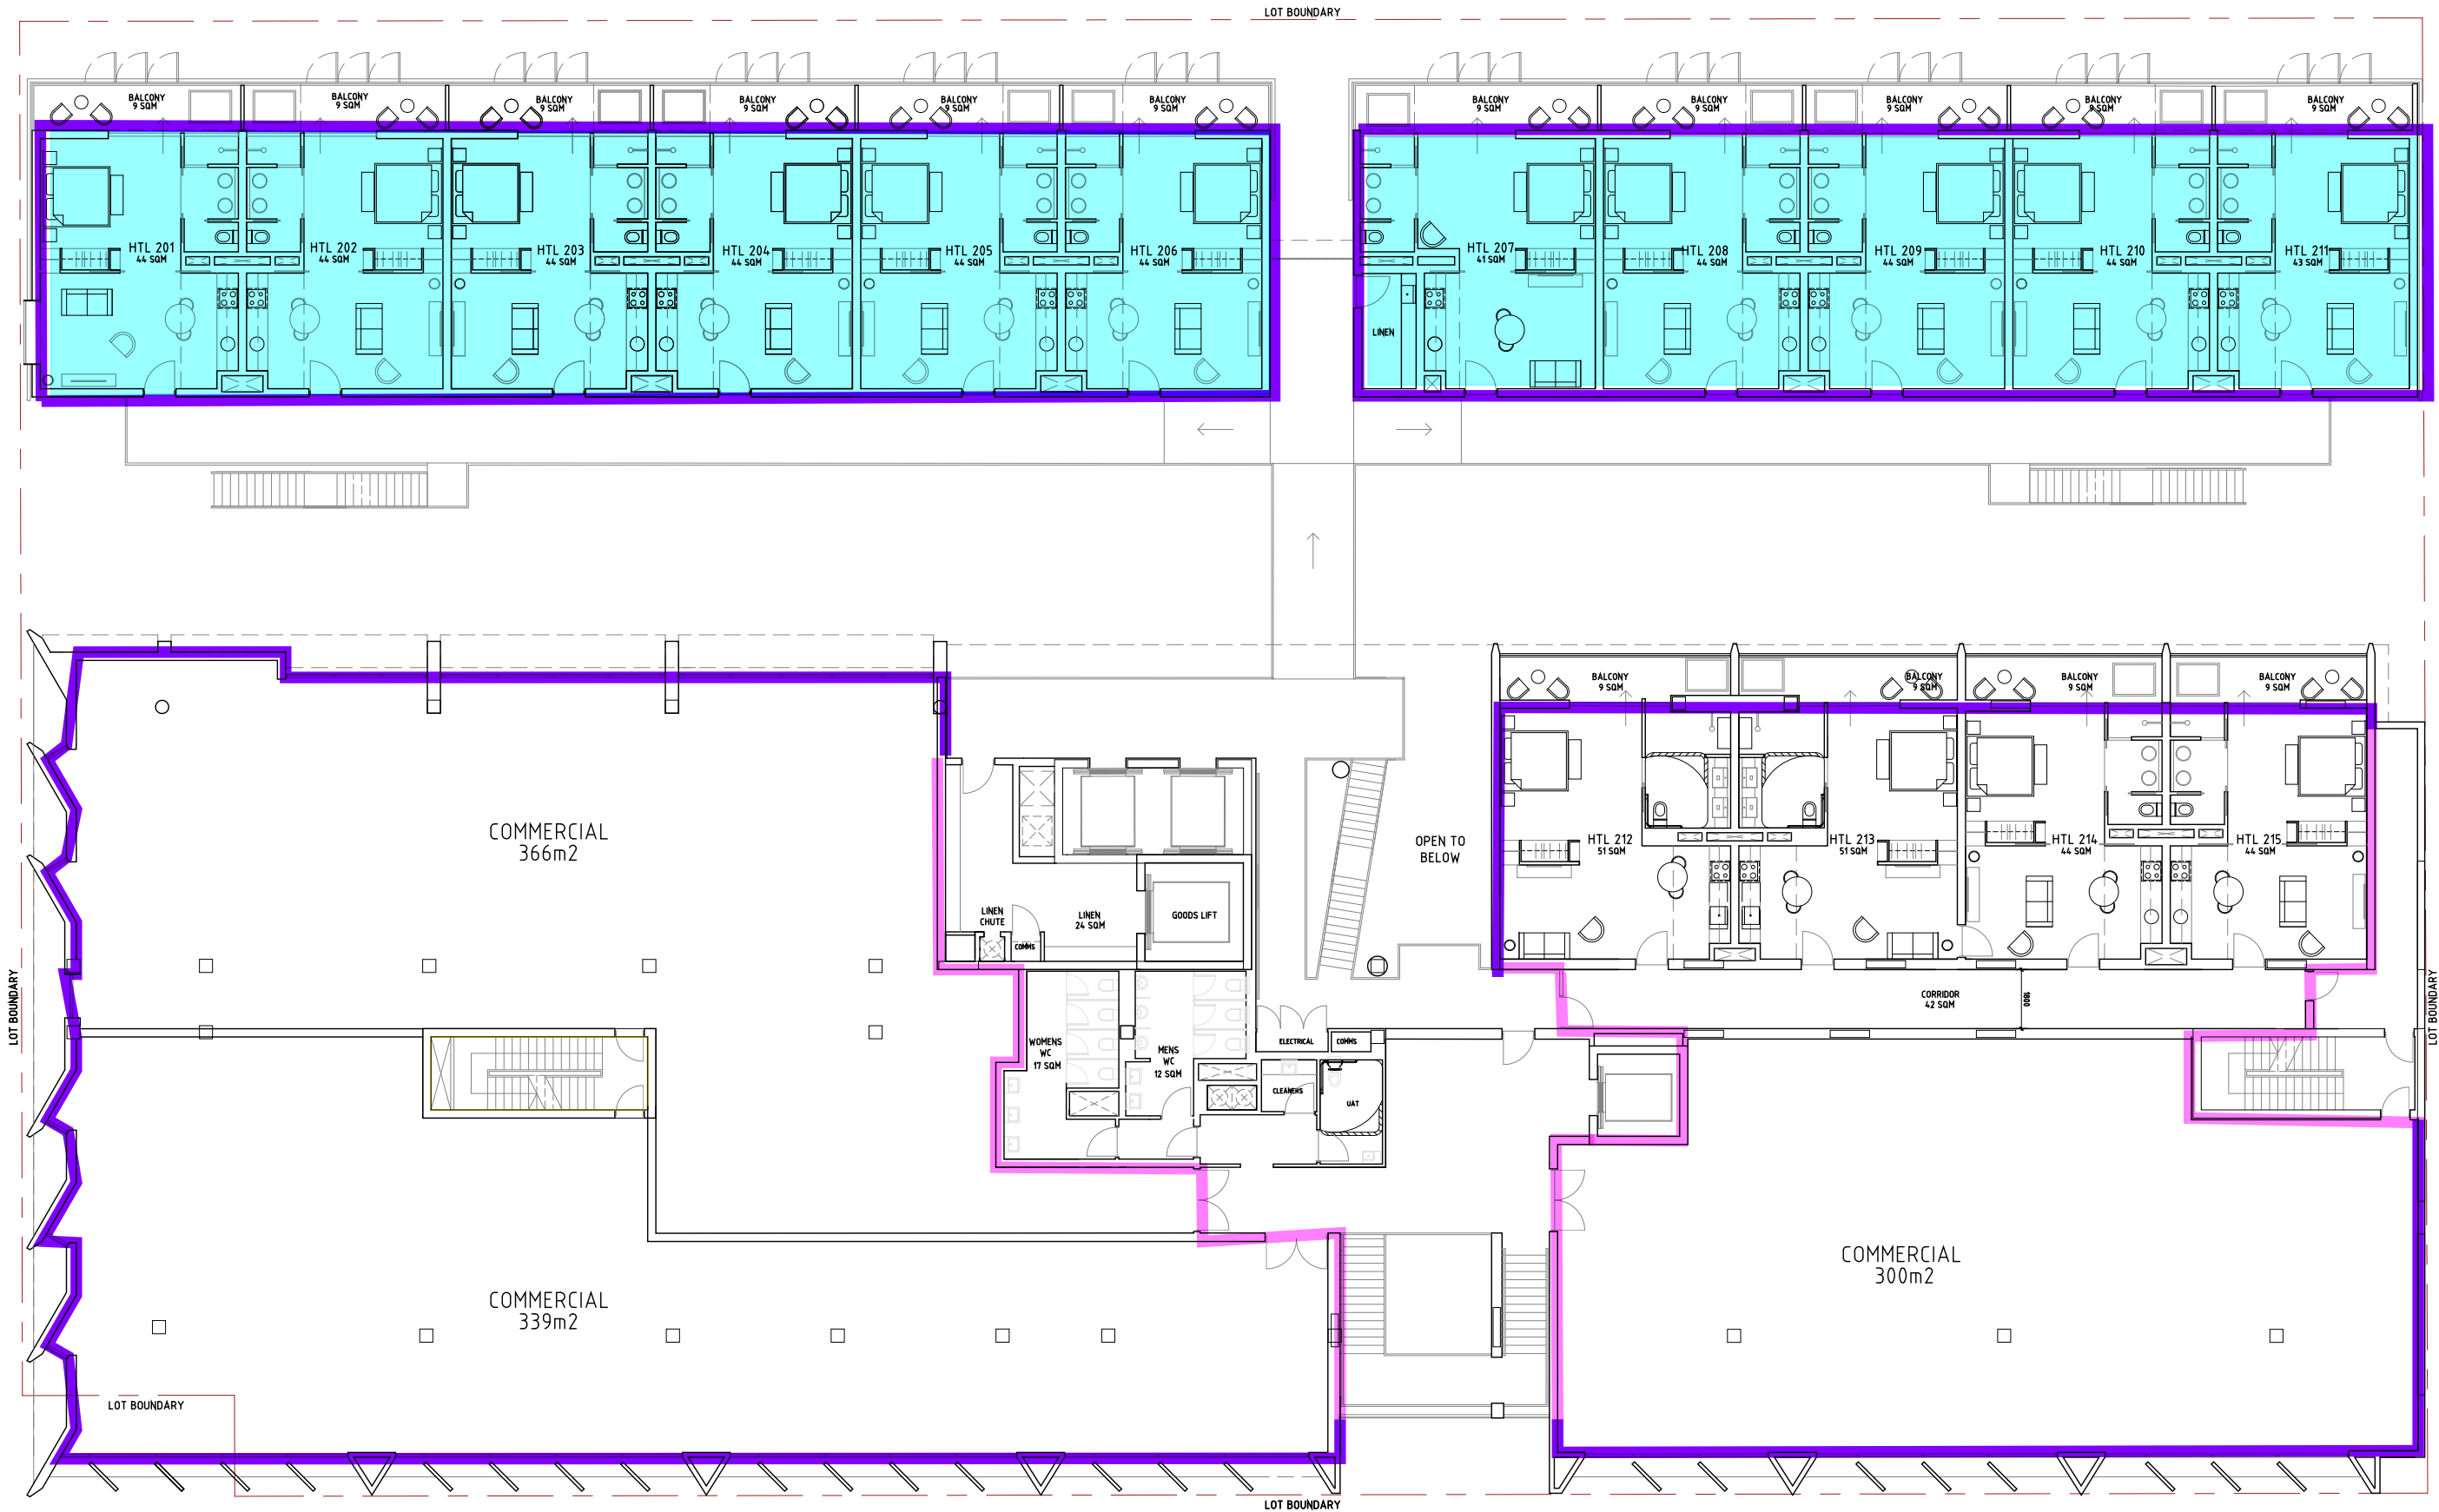 LOT BOUNDARY
BALCONY
9 SQM
BALCONY
9 SQM
BALCONY
9 SQM
BALCONY
9 SQM
BALCONY
9 SQM
BALCONY
9 SQM
BALCONY
9 SQM
BALCONY
9 SQM
BALCONY
9 SQM
BALCONY
9 SQM
BALCONY
9 SQM
HTL 201
44 SQM
HTL 202
44 SQM
HTL 203
44 SQM
HTL 204
44 SQM
HTL 205
44 SQM
HTL 206
44 SQM
HTL 207
41 SQM
HTL 208
44 SQM
HTL 209
44 SQM
HTL 210
44 SQM
HTL 211
43 SQM
LINEN
BALCONY
9 SQM
BALCONY
9 SQM
BALCONY
9 SQM
BALCONY
9 SQM
COMMERCIAL
366m2
OPEN TO
BELOW
HTL 212
51 SQM
HTL 213
51 SQM
HTL 214
44 SQM
HTL 215
44 SQM
LINEN
CHUTE
COMMS
LINEN
24 SQM
GOODS LIFT
LOT BOUNDARY
CORRIDOR
42 SQM
1800
LOT BOUNDARY
WOMENS
WC
17 SQM
MENS
WC
12 SQM
ELECTRICAL
COMMS
CLEANERS
UAT
COMMERCIAL
300m2
COMMERCIAL
339m2
LOT BOUNDARY
LOT BOUNDARY